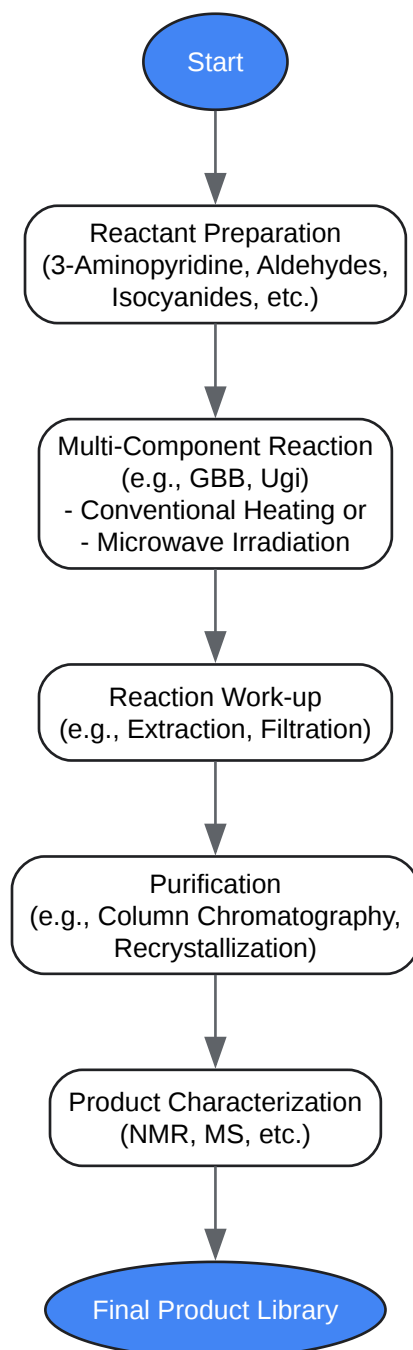 Start
Reactant Preparation
(3-Aminopyridine, Aldehydes,
Isocyanides, etc.)
Multi-Component Reaction
(e.g., GBB, Ugi)
- Conventional Heating or
- Microwave Irradiation
Reaction Work-up
(e.g., Extraction, Filtration)
Purification
(e.g., Column Chromatography,
Recrystallization)
Product Characterization
(NMR, MS, etc.)
Final Product Library